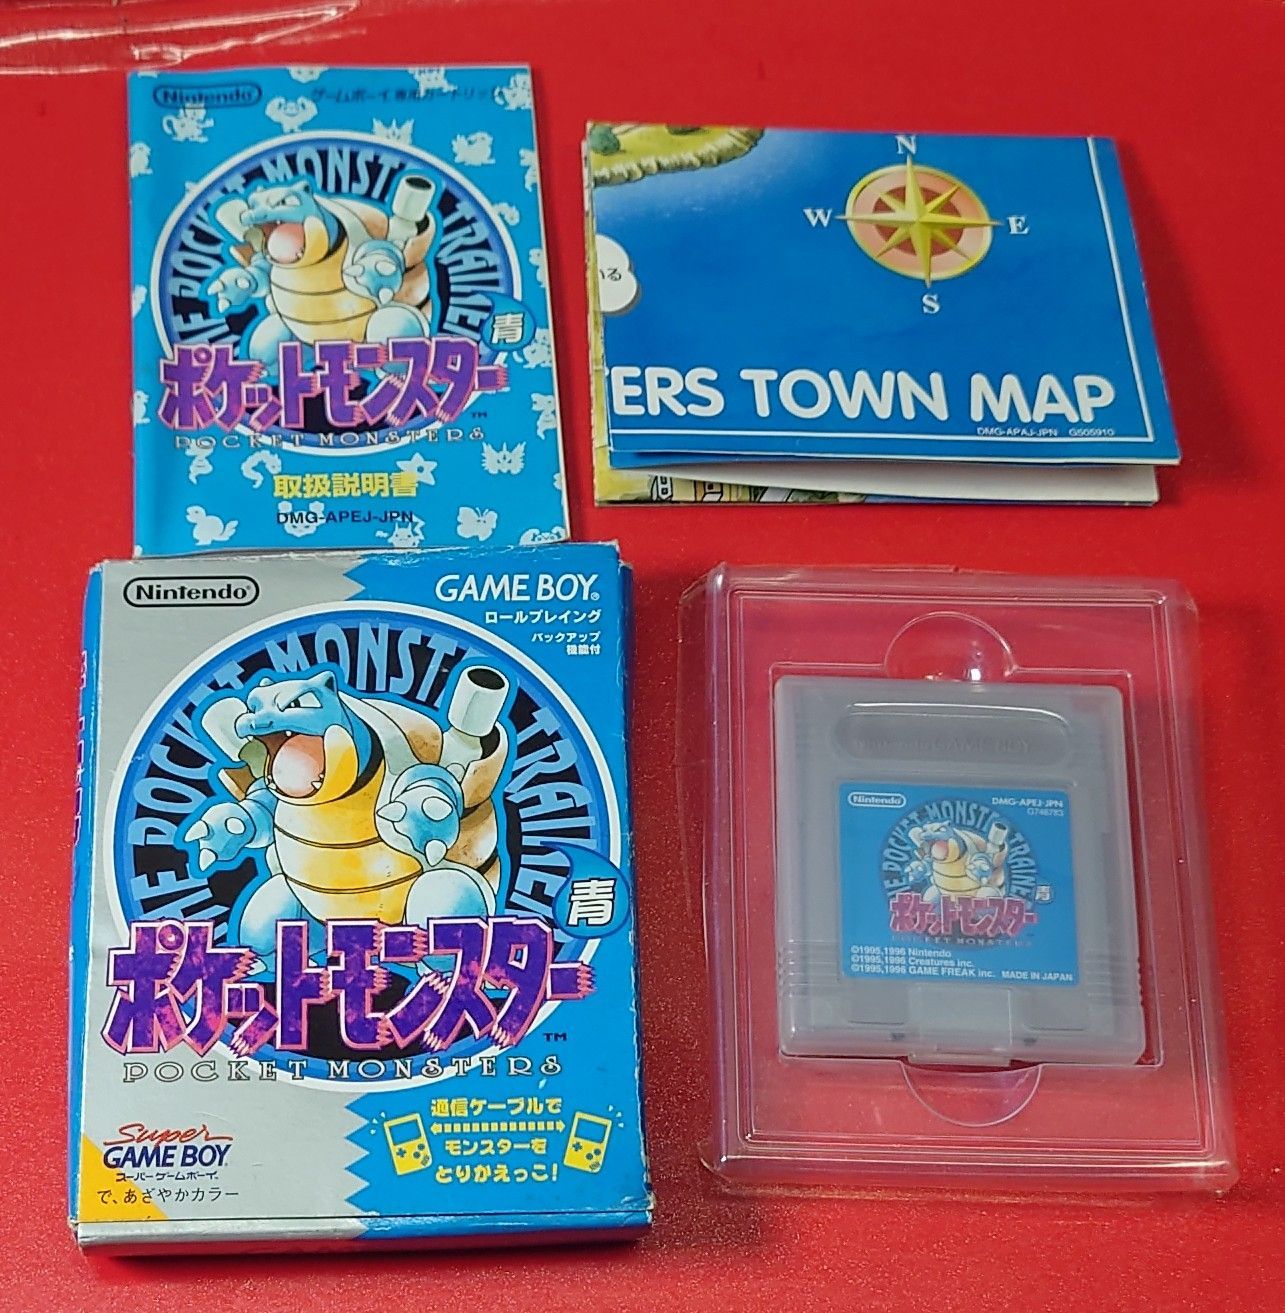 Nintendo
ゲームボーイ専用カートリッジ
POCKET MONSTERS TRAINER
青
ポケットモンスター
TM
POCKET MONSTERS
取扱説明書
DMG-APEJ-JPN
N
W
E
S
いる
TERS TOWN MAP
DMG-APAJ-JPN G505910
Nintendo
GAME BOY®
ロールプレイング
バックアップ
機能付
THE POCKET MONSTERS TRAINER
青
ポケットモンスター
TM
POCKET MONSTERS
Super
GAME BOY
スーパーゲームボーイ
で、あざやかカラー
通信ケーブルで
モンスターを
とりかえっこ!
Nintendo GAME BOY
Nintendo
DMG-APEJ-JPN
G746783
THE POCKET MONSTERS TRAINER
青
ポケットモンスター
POCKET MONSTERS
©1995,1996 Nintendo
©1995,1996 Creatures inc.
©1995,1996 GAME FREAK inc. MADE IN JAPAN